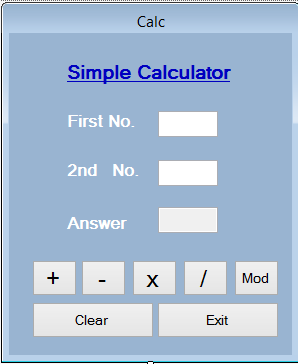 Calc
Simple Calculator
First No.
2nd No.
Answer
+ - x / Mod
Clear Exit